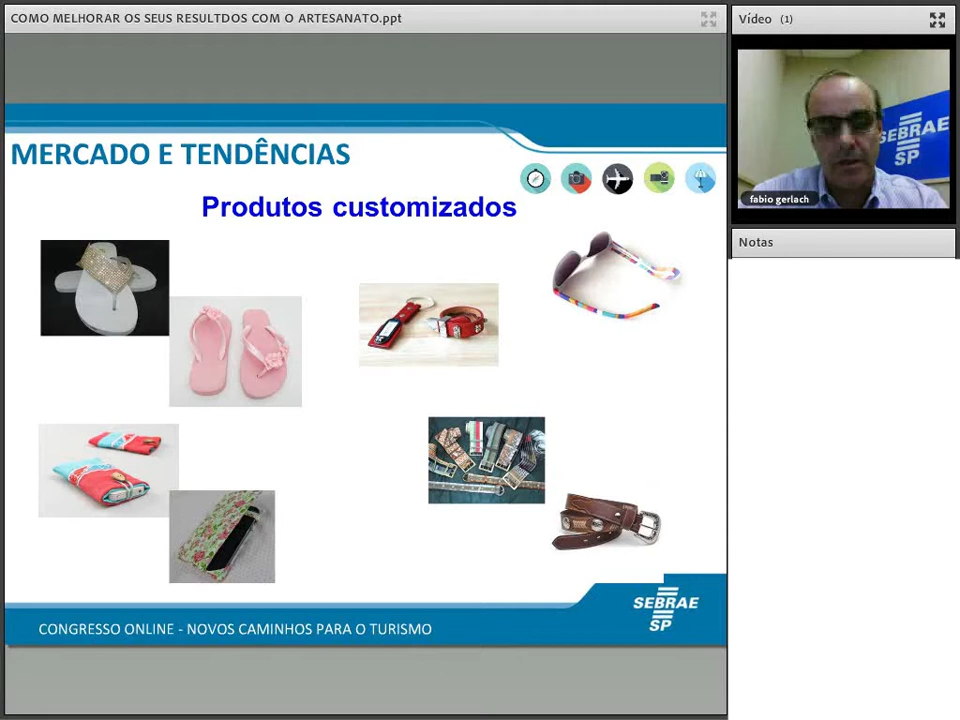 COMO MELHORAR OS SEUS RESULTDOS COM O ARTESANATO.ppt
Vídeo (1)
MERCADO E TENDÊNCIAS
Produtos customizados
SEBRAE
SP
fabio gerlach
Notas
SEBRAE
SP
CONGRESSO ONLINE - NOVOS CAMINHOS PARA O TURISMO